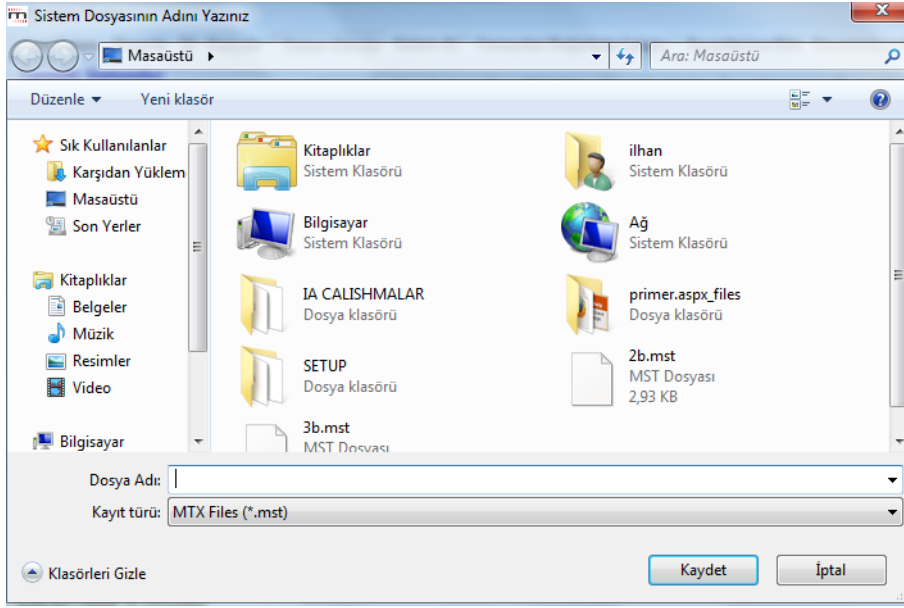 Sistem Dosyasının Adını Yazınız
Masaüstü
Ara: Masaüstü
Düzenle
Yeni klasör
Sık Kullanılanlar
Karşıdan Yüklem
Masaüstü
Son Yerler
Kitaplıklar
Belgeler
Müzik
Resimler
Video
Bilgisayar
Kitaplıklar
Sistem Klasörü
ilhan
Sistem Klasörü
Bilgisayar
Sistem Klasörü
Ağ
Sistem Klasörü
IA CALISHMALAR
Dosya klasörü
primer.aspx_files
Dosya klasörü
SETUP
Dosya klasörü
2b.mst
MST Dosyası
2,93 KB
3b.mst
MST Dosyası
Dosya Adı:
Kayıt türü: MTX Files (*.mst)
Klasörleri Gizle
Kaydet
İptal